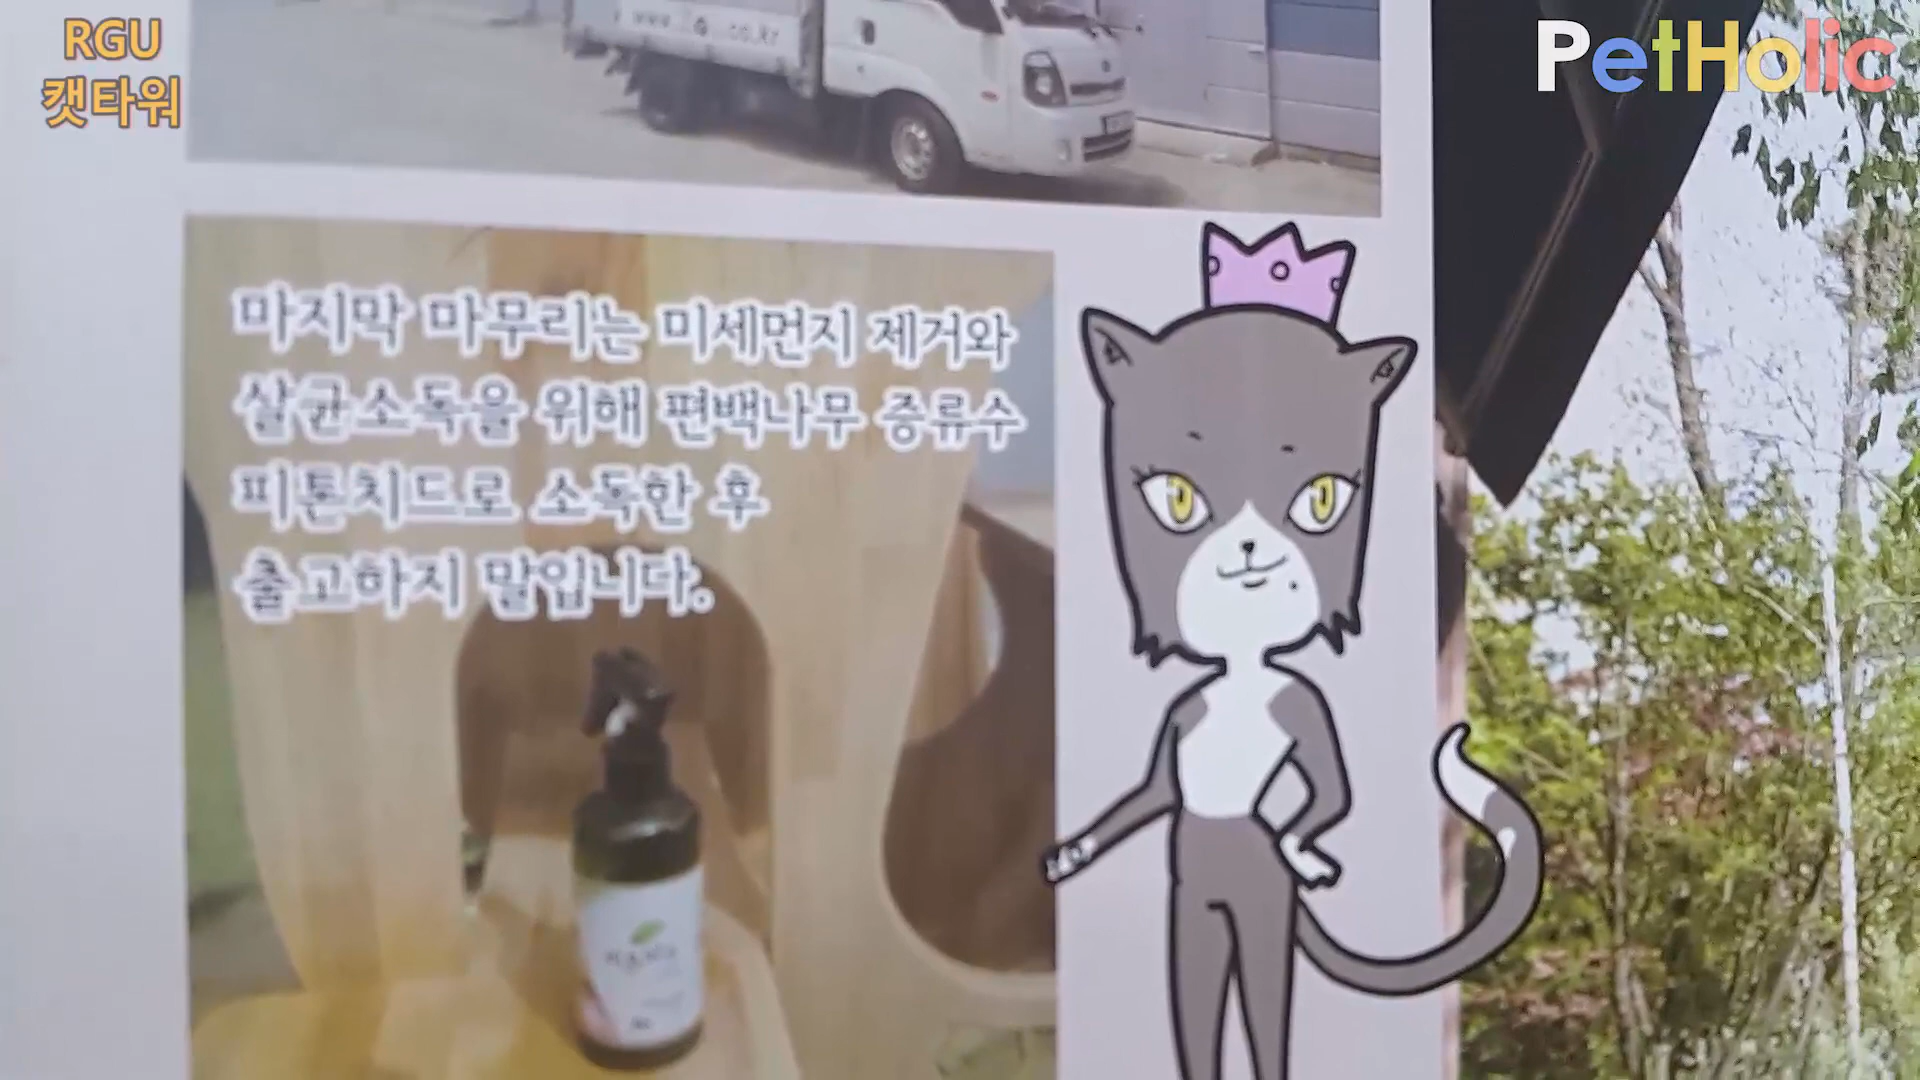 RGU
캣타워
PetHolic
마지막 마무리는 미세먼지 제거와
살균소독을 위해 편백나무 증류수
피톤치드로 소독한 후
출고하지 말입니다.